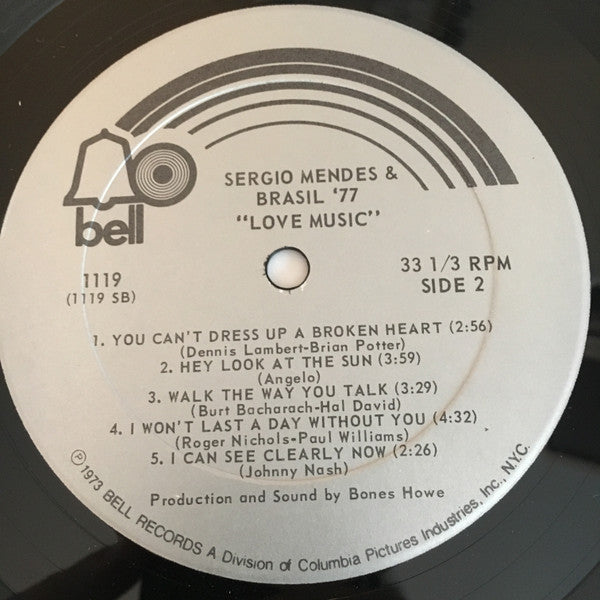 SERGIO MENDES &
BRASIL '77
"LOVE MUSIC"
bell
1119
(1119 SB)
33 1/3 RPM
SIDE 2
1. YOU CAN'T DRESS UP A BROKEN HEART (2:56)
(Dennis Lambert-Brian Potter)
2. HEY LOOK AT THE SUN (3:59)
(Angelo)
3. WALK THE WAY YOU TALK (3:29)
(Burt Bacharach-Hal David)
4. I WON'T LAST A DAY WITHOUT YOU (4:32)
(Roger Nichols-Paul Williams)
5. I CAN SEE CLEARLY NOW (2:26)
(Johnny Nash)
Production and Sound by Bones Howe
℗1973 BELL RECORDS A Division of Columbia Pictures Industries, Inc., N.Y.C.